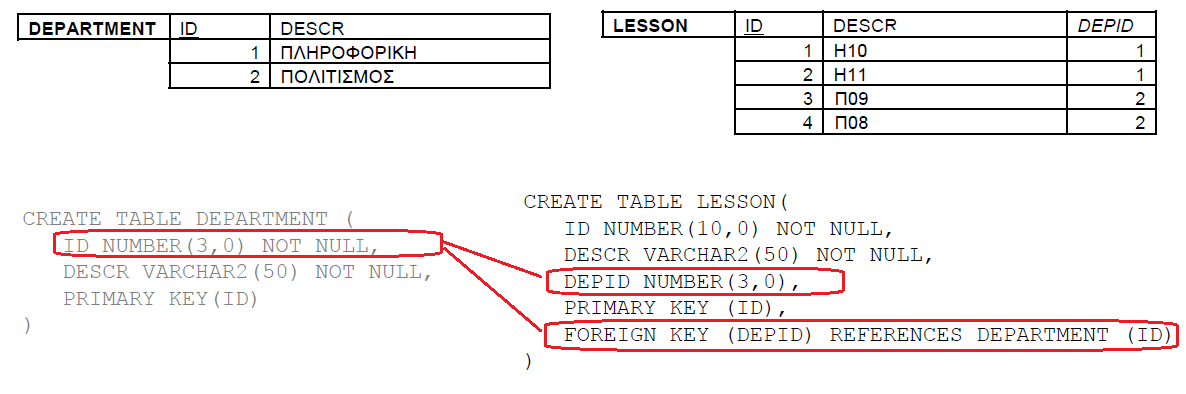 DEPARTMENT ID DESCR
1 ΠΛΗΡΟΦΟΡΙΚΗ
2 ΠΟΛΙΤΙΣΜΟΣ
LESSON ID DESCR DEPID
1 Η10 1
2 Η11 1
3 Π09 2
4 Π08 2
CREATE TABLE DEPARTMENT (
ID NUMBER(3,0) NOT NULL,
DESCR VARCHAR2(50) NOT NULL,
PRIMARY KEY(ID)
)
CREATE TABLE LESSON(
ID NUMBER(10,0) NOT NULL,
DESCR VARCHAR2(50) NOT NULL,
DEPID NUMBER(3,0),
PRIMARY KEY (ID),
FOREIGN KEY (DEPID) REFERENCES DEPARTMENT (ID)
)